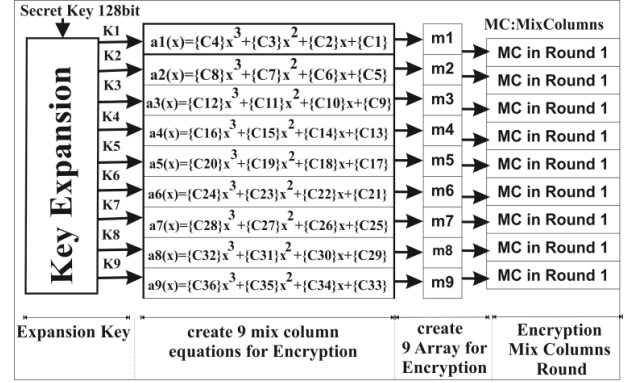 Secret Key 128bit
Key Expansion
K1
K2
K3
K4
K5
K6
K7
K8
K9
a1(x)={C4}x³+{C3}x²+{C2}x+{C1}
a2(x)={C8}x³+{C7}x²+{C6}x+{C5}
a3(x)={C12}x³+{C11}x²+{C10}x+{C9}
a4(x)={C16}x³+{C15}x²+{C14}x+{C13}
a5(x)={C20}x³+{C19}x²+{C18}x+{C17}
a6(x)={C24}x³+{C23}x²+{C22}x+{C21}
a7(x)={C28}x³+{C27}x²+{C26}x+{C25}
a8(x)={C32}x³+{C31}x²+{C30}x+{C29}
a9(x)={C36}x³+{C35}x²+{C34}x+{C33}
m1
m2
m3
m4
m5
m6
m7
m8
m9
MC:MixColumns
MC in Round 1
MC in Round 1
MC in Round 1
MC in Round 1
MC in Round 1
MC in Round 1
MC in Round 1
MC in Round 1
MC in Round 1
Expansion Key
create 9 mix column
equations for Encryption
create
9 Array for
Encryption
Encryption
Mix Columns
Round